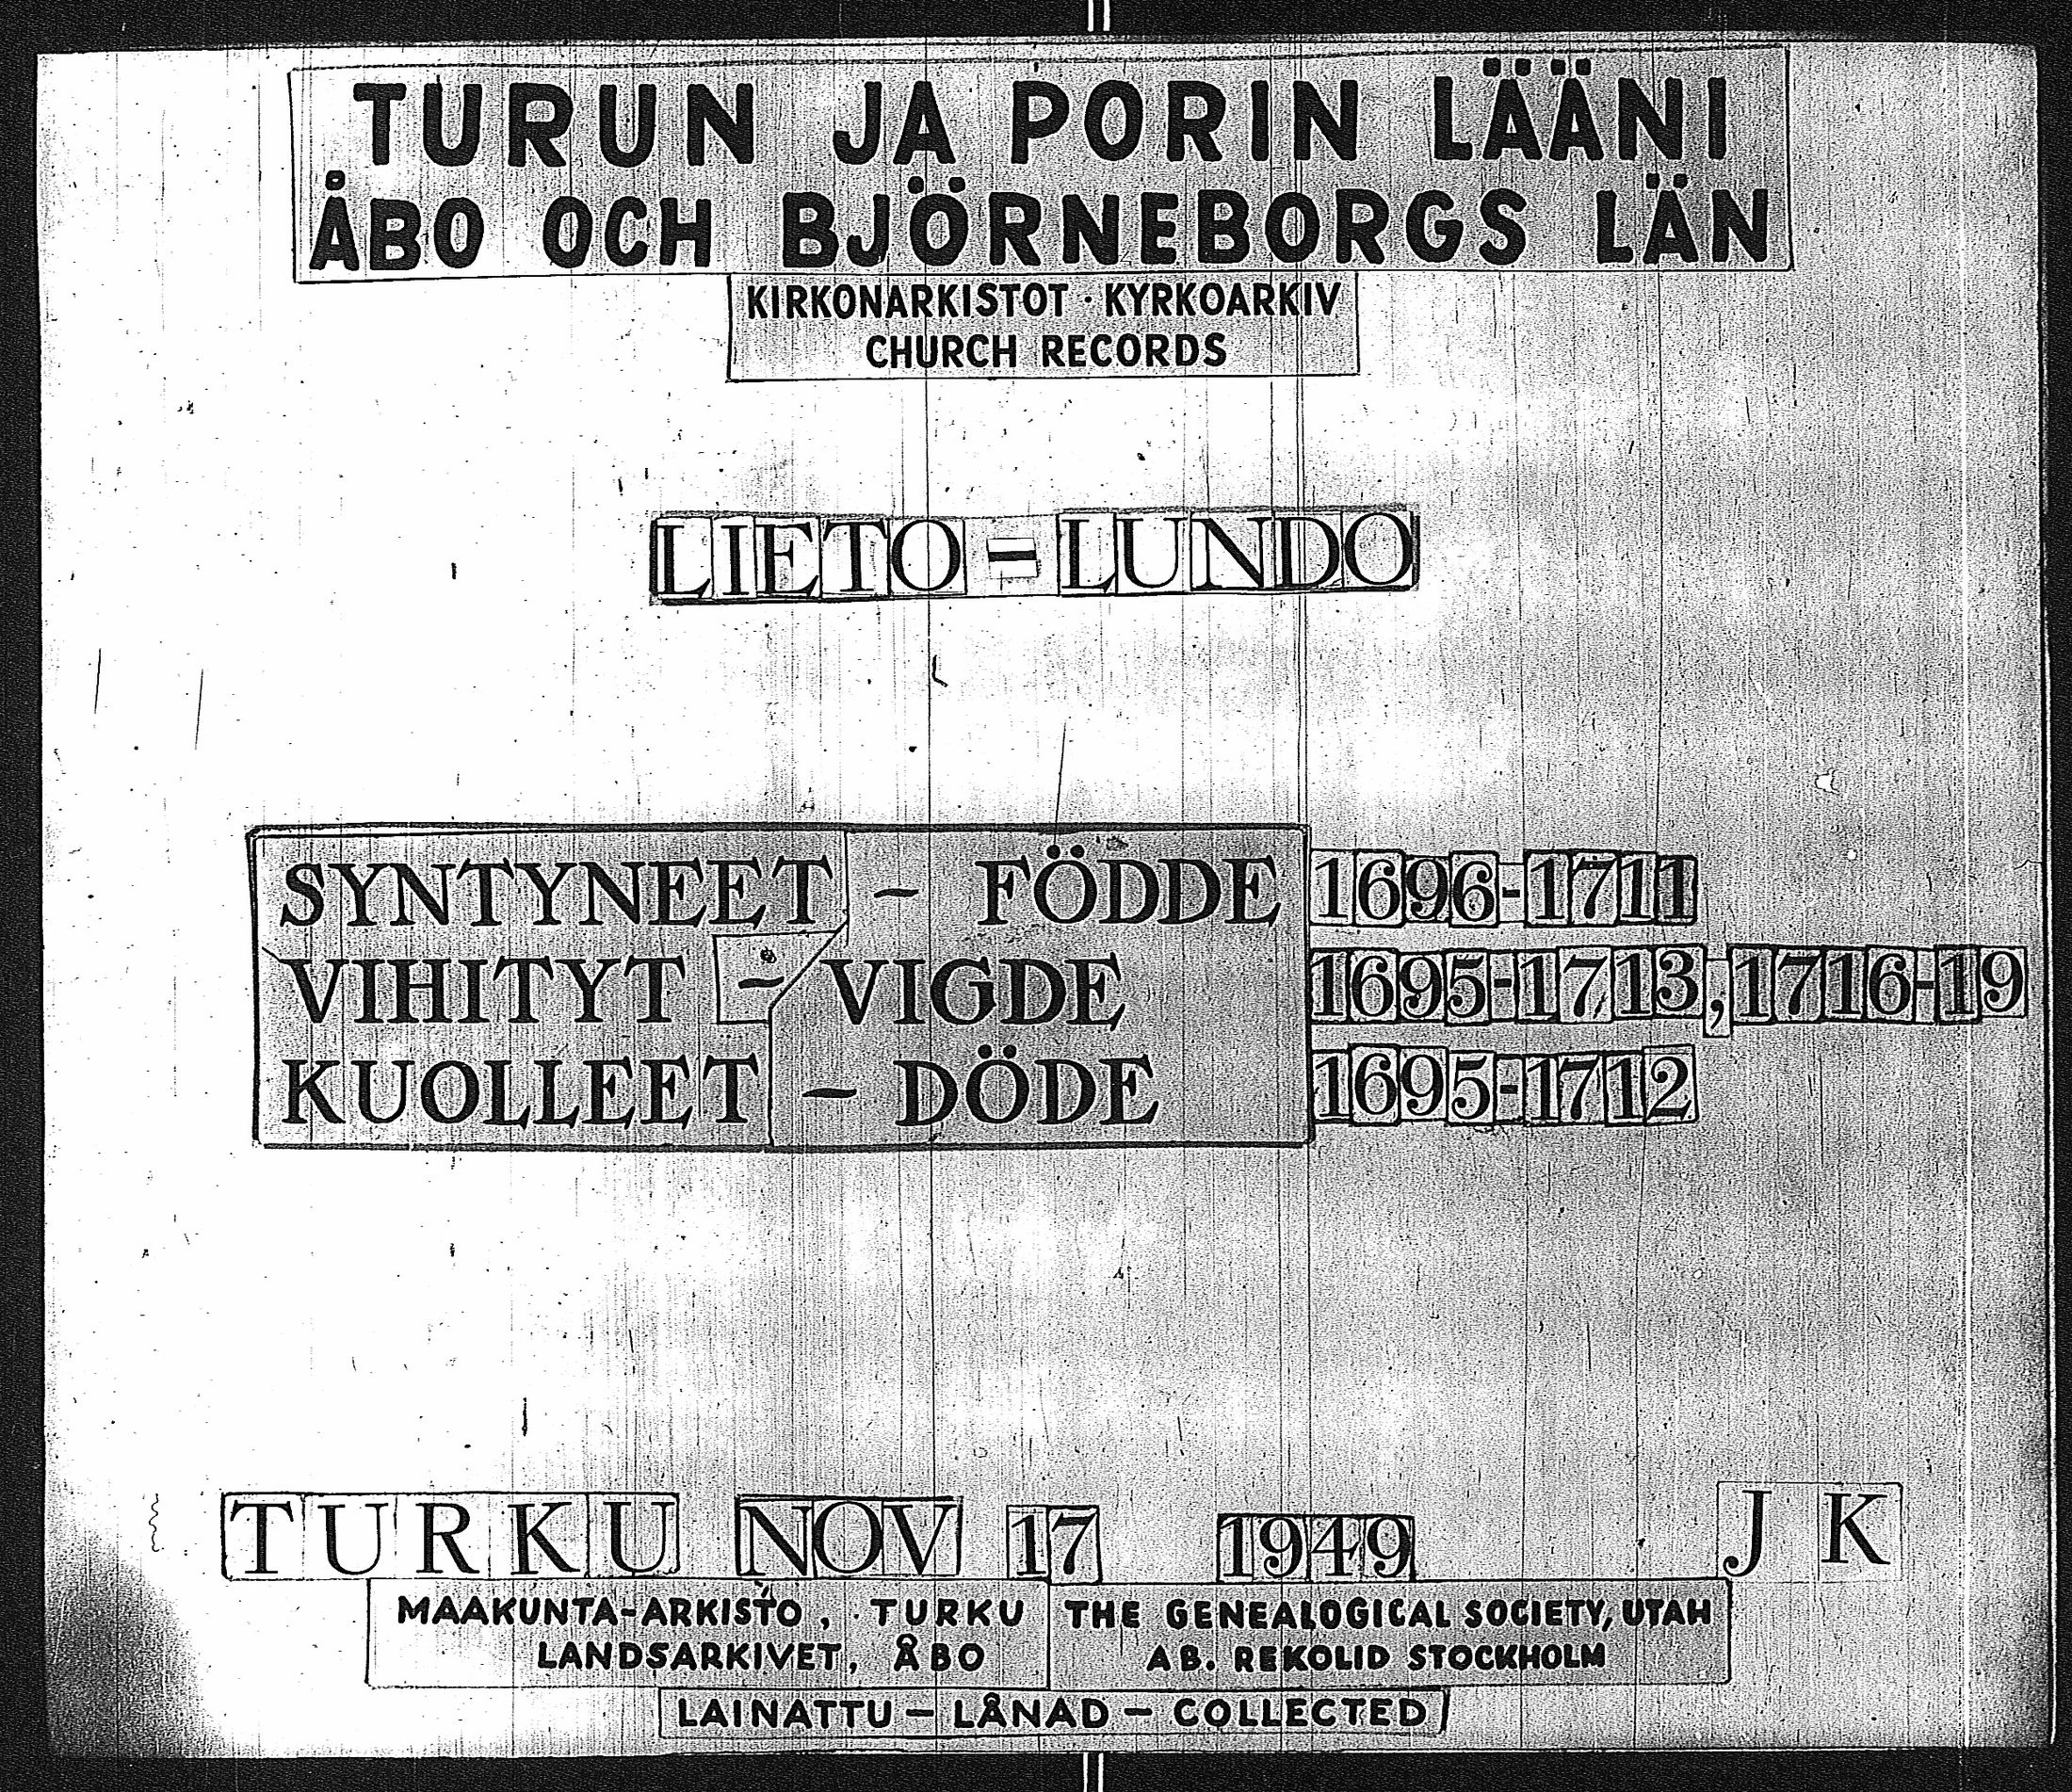 TURUN JA PORIN LÄÄNI
ÅBO OCH BJÖRNEBORGS LÄN
KIRKONARKISTOT · KYRKOARKIV
CHURCH RECORDS
LIETO - LUNDO
SYNTYNEET - FÖDDE 1696-1711
VIHITYT - VIGDE 1695-1713, 1716-19
KUOLLEET - DÖDE 1695-1712
TURKU NOV 17 1949 J K
MAAKUNTA-ARKISTO, TURKU THE GENEALOGICAL SOCIETY, UTAH
LANDSARKIVET, ÅBO AB. REKOLID STOCKHOLM
LAINATTU - LÅNAD - COLLECTED